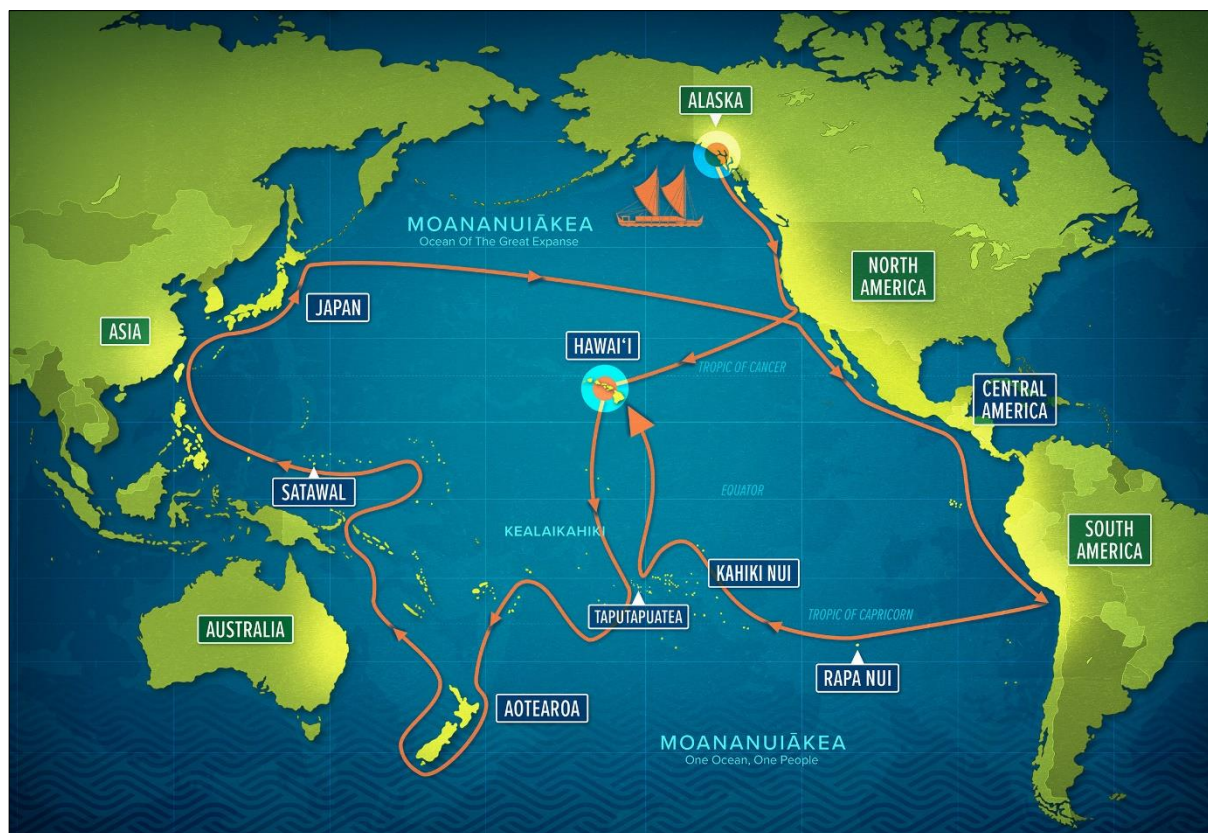 ALASKA
MOANANUIĀKEA
Ocean Of The Great Expanse
NORTH
AMERICA
JAPAN
ASIA
HAWAIʻI
TROPIC OF CANCER
CENTRAL
AMERICA
SATAWAL
EQUATOR
KEALAIKAHIKI
SOUTH
AMERICA
KAHIKI NUI
TAPUTAPUATEA
TROPIC OF CAPRICORN
AUSTRALIA
RAPA NUI
AOTEAROA
MOANANUIĀKEA
One Ocean, One People